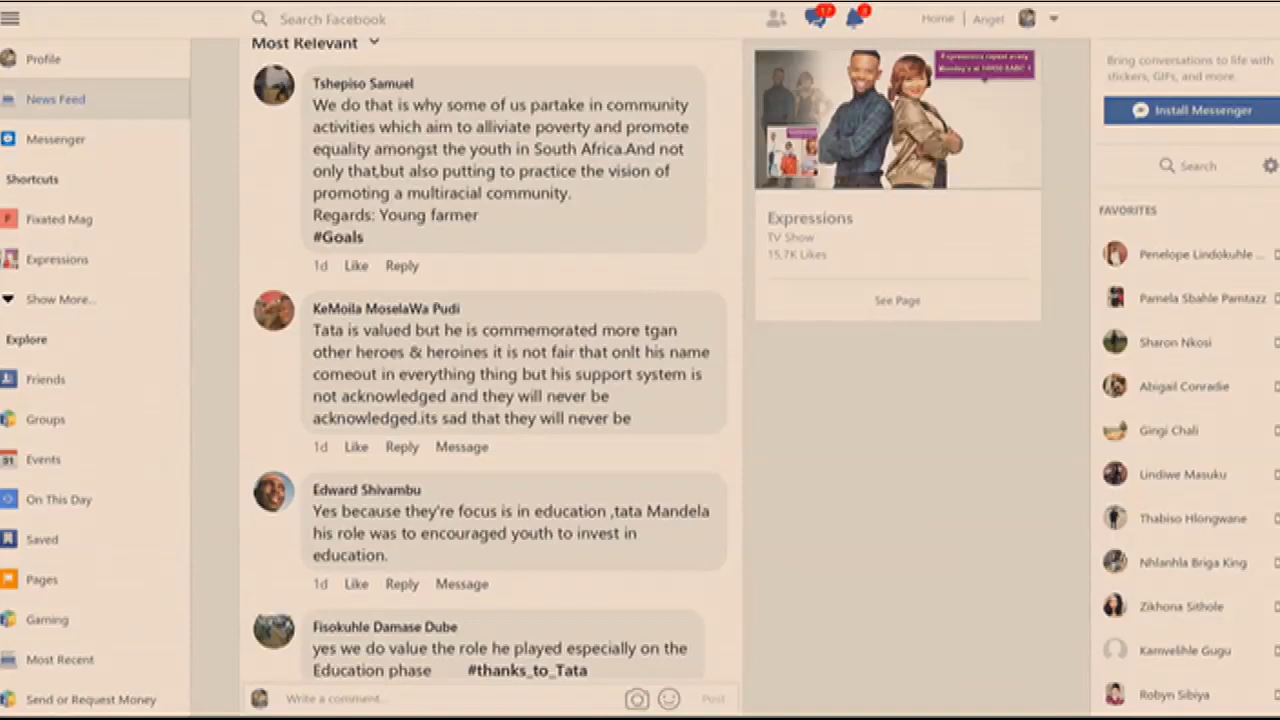 Search Facebook
17
3
Home
Angel
Profile
News Feed
Messenger
Shortcuts
F Fixated Mag
Expressions
Show More...
Explore
Friends
Groups
31 Events
On This Day
Saved
Pages
Gaming
Most Recent
Send or Request Money
Most Relevant
Tshepiso Samuel
We do that is why some of us partake in community
activities which aim to alliviate poverty and promote
equality amongst the youth in South Africa.And not
only that,but also putting to practice the vision of
promoting a multiracial community.
Regards: Young farmer
#Goals
1d Like Reply
KeMoila MoselaWa Pudi
Tata is valued but he is commemorated more tgan
other heroes & heroines it is not fair that onlt his name
comeout in everything thing but his support system is
not acknowledged and they will never be
acknowledged.its sad that they will never be
1d Like Reply Message
Edward Shivambu
Yes because they're focus is in education ,tata Mandela
his role was to encouraged youth to invest in
education.
1d Like Reply Message
Fisokuhle Damase Dube
yes we do value the role he played especially on the
Education phase #thanks_to_Tata
Write a comment...
Post
Expressions repeat every
Expressions
TV Show
15,7K Likes
See Page
Bring conversations to life with
stickers, GIFs, and more.
Install Messenger
Search
FAVORITES
Penelope Lindokuhle ...
Pamela Sbahle Pamtazz
Sharon Nkosi
Abigail Conradie
Gingi Chali
Lindiwe Masuku
Thabiso Hlongwane
Nhlanhla Briga King
Zikhona Sithole
Kamvelihle Gugu
Robyn Sibiya